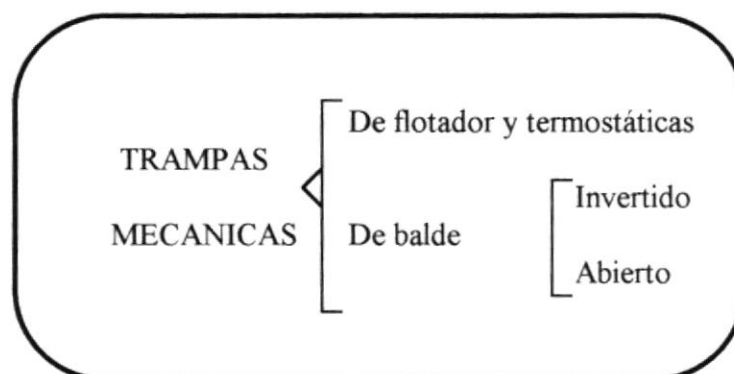 De flotador y termostáticas
TRAMPAS
Invertido
MECANICAS
De balde
Abierto